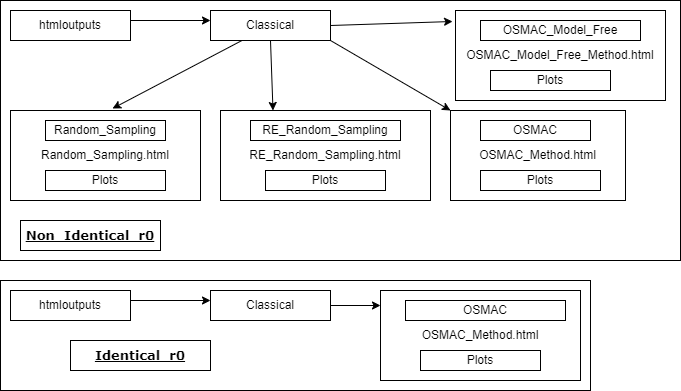 htmloutputs
Classical
OSMAC_Model_Free
OSMAC_Model_Free_Method.html
Plots
Random_Sampling
Random_Sampling.html
Plots
RE_Random_Sampling
RE_Random_Sampling.html
Plots
OSMAC
OSMAC_Method.html
Plots
Non_Identical_r0
htmloutputs
Classical
OSMAC
OSMAC_Method.html
Plots
Identical_r0